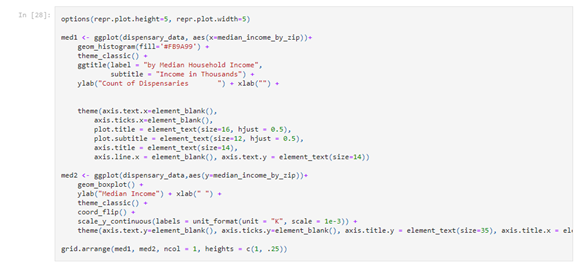 In [28]:
options(repr.plot.height=5, repr.plot.width=5)
med1 <- ggplot(dispensary_data, aes(x=median_income_by_zip))+
    geom_histogram(fill='#FB9A99') +
    theme_classic() +
    ggtitle(label = "by Median Household Income",
            subtitle = "Income in Thousands") +
    ylab("Count of Dispensaries       ") + xlab("") +
    theme(axis.text.x=element_blank(),
        axis.ticks.x=element_blank(),
        plot.title = element_text(size=16, hjust = 0.5),
        plot.subtitle = element_text(size=12, hjust = 0.5),
        axis.title = element_text(size=14),
        axis.line.x = element_blank(), axis.text.y = element_text(size=14))
med2 <- ggplot(dispensary_data,aes(y=median_income_by_zip))+
    geom_boxplot() +
    ylab("Median Income") + xlab(" ") +
    theme_classic() +
    coord_flip() +
    scale_y_continuous(labels = unit_format(unit = "K", scale = 1e-3)) +
    theme(axis.text.y=element_blank(), axis.ticks.y=element_blank(), axis.title.y = element_text(size=35), axis.title.x = el
grid.arrange(med1, med2, ncol = 1, heights = c(1, .25))